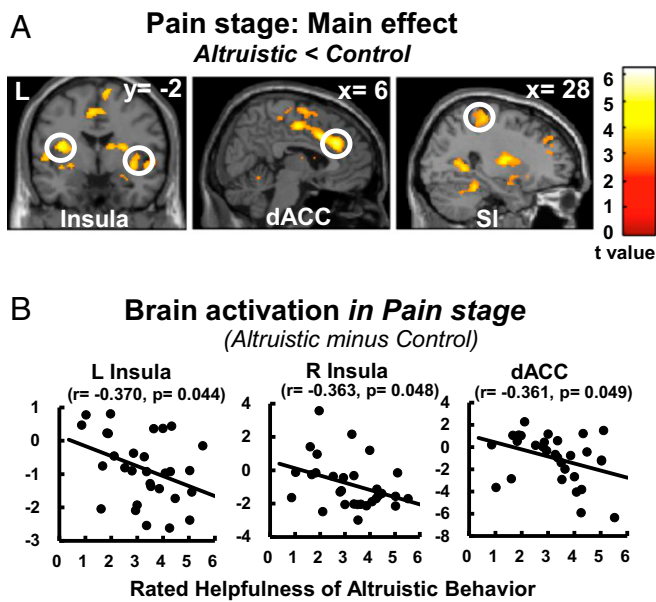 A
Pain stage: Main effect
Altruistic < Control
L
y= -2
x= 6
x= 28
Insula
dACC
SI
6
5
4
3
2
1
0
t value
B
Brain activation in Pain stage
(Altruistic minus Control)
L Insula
(r= -0.370, p= 0.044)
R Insula
(r= -0.363, p= 0.048)
dACC
(r= -0.361, p= 0.049)
1
0
-1
-2
-3
0 1 2 3 4 5 6
4
2
0
-2
-4
0 1 2 3 4 5 6
4
2
0
-2
-4
-6
-8
0 1 2 3 4 5 6
Rated Helpfulness of Altruistic Behavior